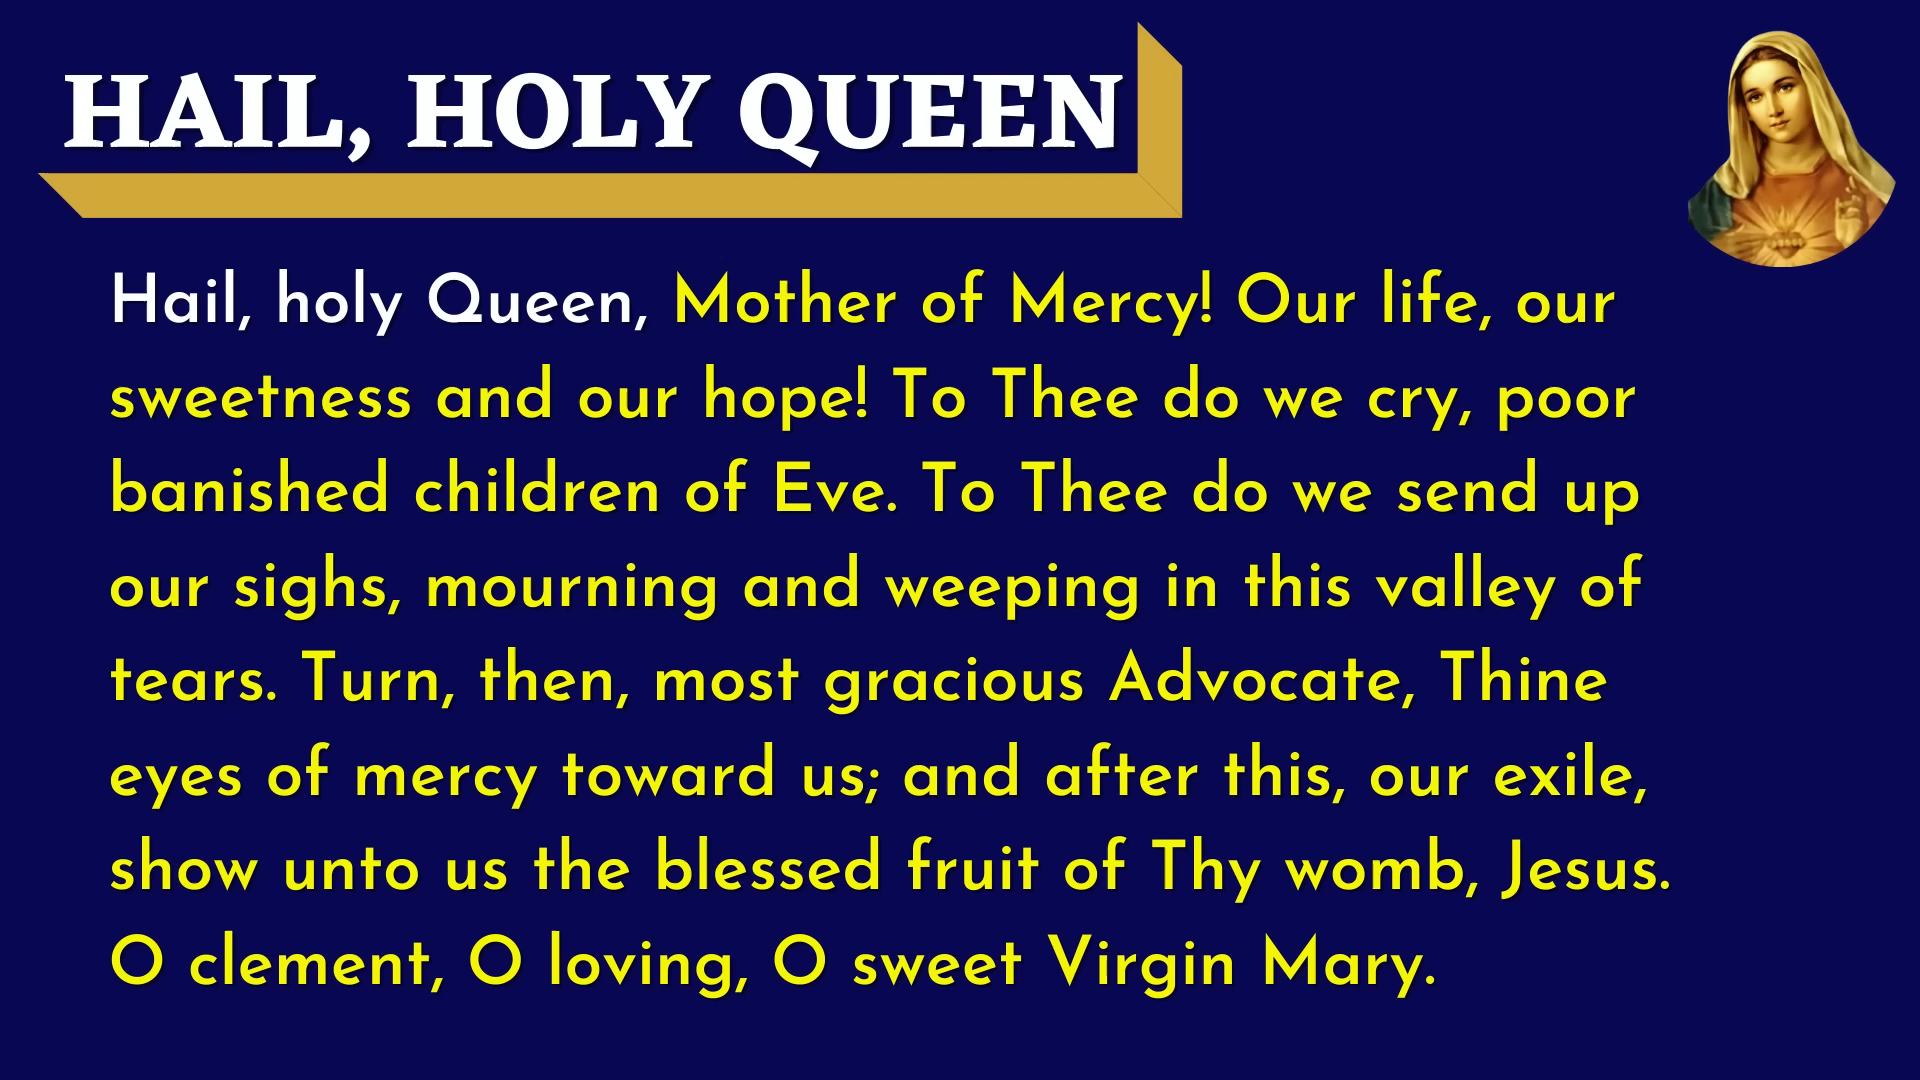 HAIL, HOLY QUEEN
Hail, holy Queen, Mother of Mercy! Our life, our
sweetness and our hope! To Thee do we cry, poor
banished children of Eve. To Thee do we send up
our sighs, mourning and weeping in this valley of
tears. Turn, then, most gracious Advocate, Thine
eyes of mercy toward us; and after this, our exile,
show unto us the blessed fruit of Thy womb, Jesus.
O clement, O loving, O sweet Virgin Mary.